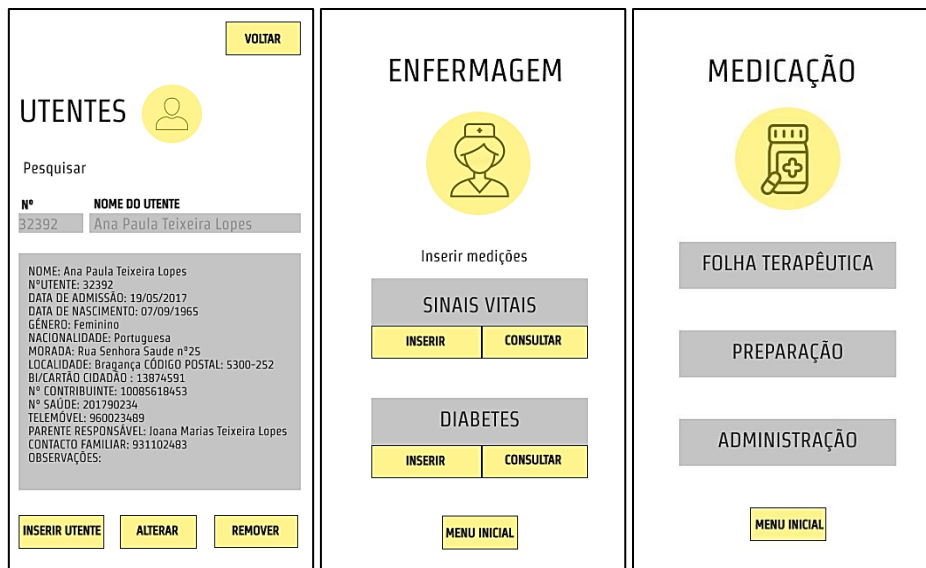 VOLTAR
UTENTES
Pesquisar
Nº NOME DO UTENTE
32392 Ana Paula Teixeira Lopes
NOME: Ana Paula Teixeira Lopes
NºUTENTE: 32392
DATA DE ADMISSÃO: 19/05/2017
DATA DE NASCIMENTO: 07/09/1965
GÉNERO: Feminino
NACIONALIDADE: Portuguesa
MORADA: Rua Senhora Saude nº25
LOCALIDADE: Bragança CÓDIGO POSTAL: 5300-252
BI/CARTÃO CIDADÃO : 13874591
Nº CONTRIBUINTE: 10085618453
Nº SAÚDE: 201790234
TELEMÓVEL: 960023489
PARENTE RESPONSÁVEL: Joana Marias Teixeira Lopes
CONTACTO FAMILIAR: 931102483
OBSERVAÇÕES:
INSERIR UTENTE ALTERAR REMOVER
ENFERMAGEM
Inserir medições
SINAIS VITAIS
INSERIR CONSULTAR
DIABETES
INSERIR CONSULTAR
MENU INICIAL
MEDICAÇÃO
FOLHA TERAPÊUTICA
PREPARAÇÃO
ADMINISTRAÇÃO
MENU INICIAL